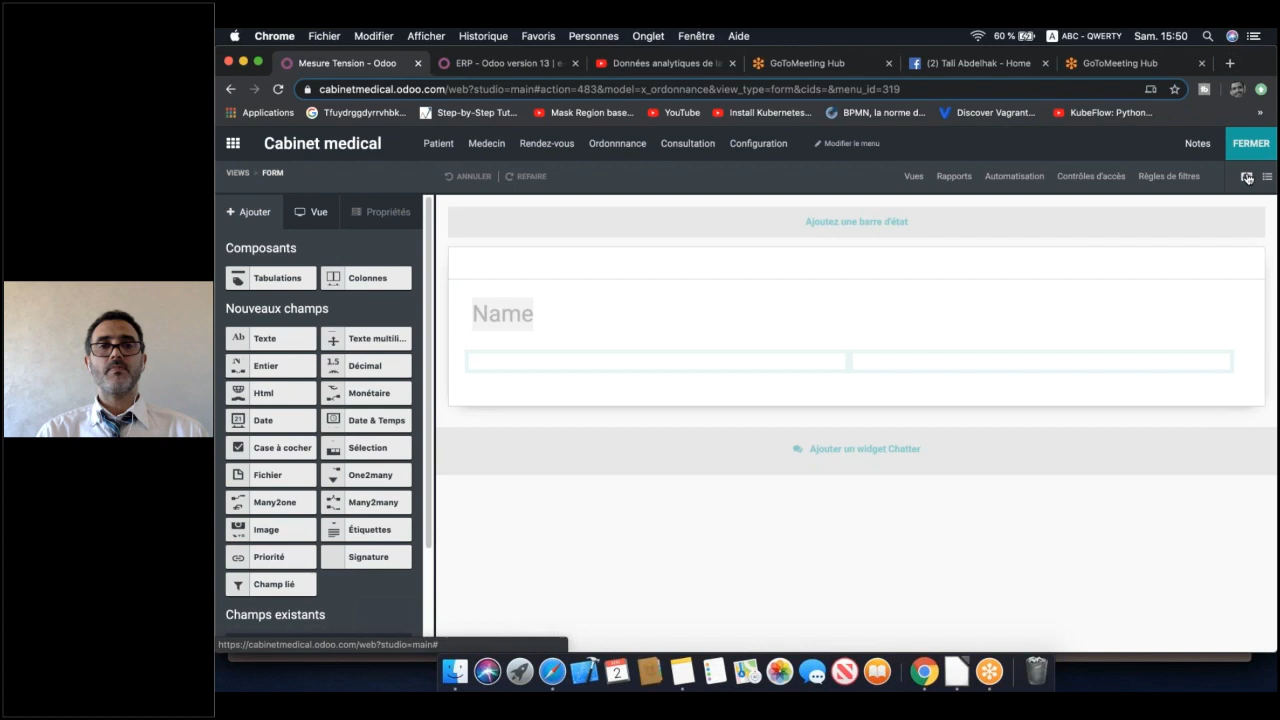 Chrome Fichier Modifier Afficher Historique Favoris Personnes Onglet Fenêtre Aide 60 % A ABC - QWERTY Sam. 15:50
Mesure Tension - Odoo × ERP - Odoo version 13 | e × Données analytiques de la × GoToMeeting Hub × (2) Tali Abdelhak - Home × GoToMeeting Hub × +
cabinetmedical.odoo.com/web?studio=main#action=483&model=x_ordonnance&view_type=form&cids=&menu_id=319
Applications Tfuydrggdyrrvhbk... Step-by-Step Tut... Mask Region base... YouTube Install Kubernetes... BPMN, la norme d... Discover Vagrant... KubeFlow: Python... »
Cabinet medical Patient Medecin Rendez-vous Ordonnnance Consultation Configuration Modifier le menu Notes FERMER
VIEWS > FORM ANNULER REFAIRE Vues Rapports Automatisation Contrôles d'accès Règles de filtres
+ Ajouter Vue Propriétés
Ajoutez une barre d'état
Composants
Tabulations Colonnes
Nouveaux champs
Name
Ab Texte Texte multili...
Entier 1.5 Décimal
Html Monétaire
21 Date Date & Temps
Case à cocher Sélection
Ajouter un widget Chatter
Fichier One2many
Many2one Many2many
Image Étiquettes
Priorité Signature
Champ lié
Champs existants
https://cabinetmedical.odoo.com/web?studio=main#
2